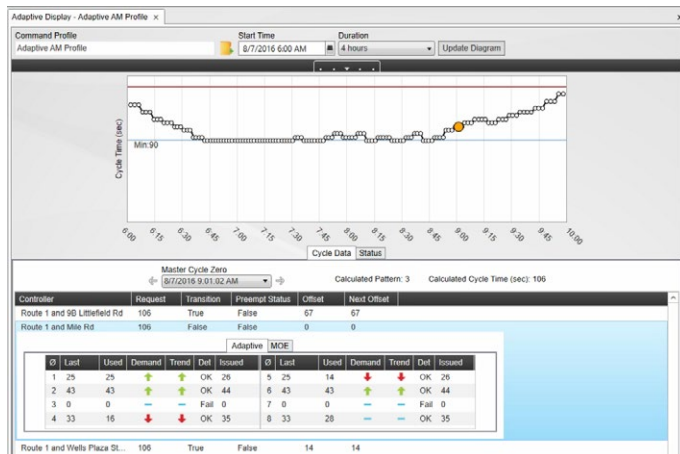 Adaptive Display - Adaptive AM Profile ×
Command Profile Start Time Duration
Adaptive AM Profile 8/7/2016 6:00 AM 4 hours Update Diagram
Cycle Time (sec)
Min:90
6:00 6:15 6:30 6:45 7:00 7:15 7:30 7:45 8:00 8:15 8:30 8:45 9:00 9:15 9:30 9:45 10:00
Cycle Data Status
Master Cycle Zero
8/7/2016 9:01:02 AM Calculated Pattern: 3 Calculated Cycle Time (sec): 106
Controller Request Transition Preempt Status Offset Next Offset
Route 1 and 9B Littlefield Rd 106 True False 67 67
Route 1 and Mile Rd 106 False False 0 0
Adaptive MOE
Ø Last Used Demand Trend Det Issued Ø Last Used Demand Trend Det Issued
1 25 25 OK 26 5 25 14 OK 26
2 43 43 OK 44 6 43 43 OK 44
3 0 0 Fail 0 7 0 0 Fail 0
4 33 16 OK 35 8 33 28 OK 35
Route 1 and Wells Plaza St... 106 True False 14 14